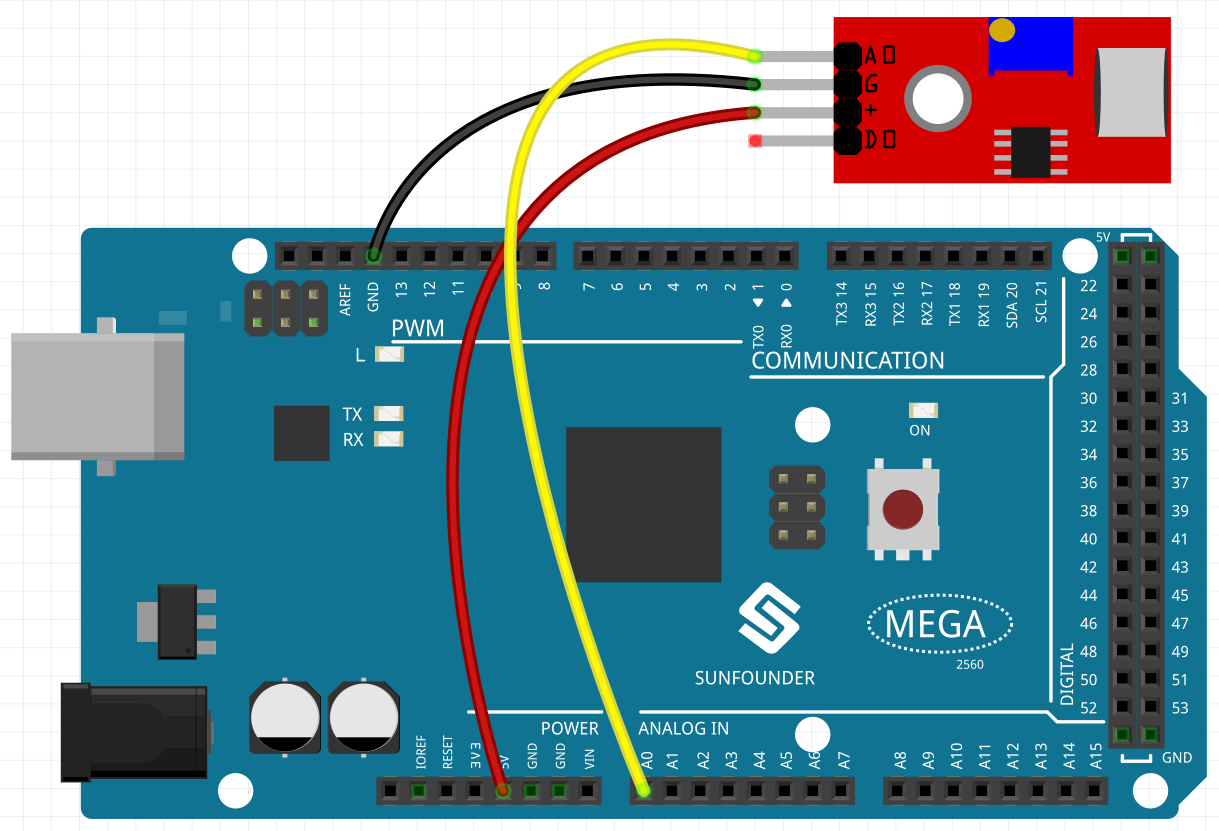 AO
G
+
DO
5V
AREF
GND
13
12
11
9
8
7
6
5
4
3
2
1
0
TX0
RX0
TX3 14
RX3 15
TX2 16
RX2 17
TX1 18
RX1 19
SDA 20
SCL 21
PWM
COMMUNICATION
L
TX
RX
ON
22
24
26
28
30 31
32 33
34 35
36 37
38 39
40 41
42 43
44 45
46 47
48 49
50 51
52 53
DIGITAL
GND
MEGA
2560
SUNFOUNDER
POWER
ANALOG IN
IOREF
RESET
3V3
5V
GND
GND
VIN
A0
A1
A2
A3
A4
A5
A6
A7
A8
A9
A10
A11
A12
A13
A14
A15